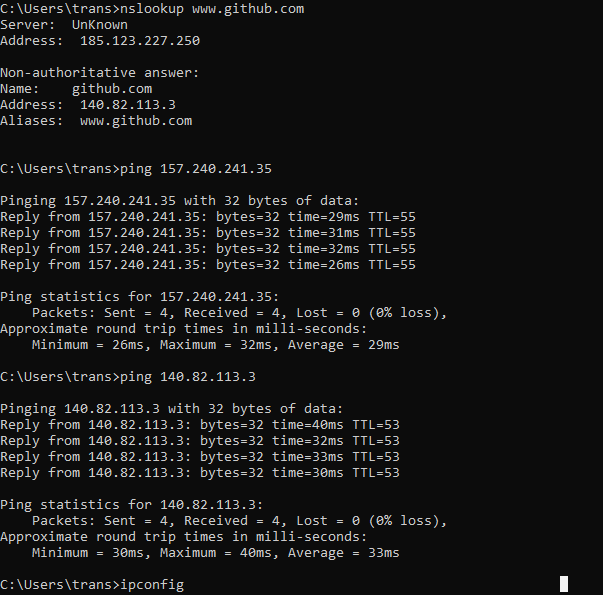 C:\Users\trans>nslookup www.github.com
Server:  UnKnown
Address:  185.123.227.250

Non-authoritative answer:
Name:    github.com
Address:  140.82.113.3
Aliases:  www.github.com


C:\Users\trans>ping 157.240.241.35

Pinging 157.240.241.35 with 32 bytes of data:
Reply from 157.240.241.35: bytes=32 time=29ms TTL=55
Reply from 157.240.241.35: bytes=32 time=31ms TTL=55
Reply from 157.240.241.35: bytes=32 time=32ms TTL=55
Reply from 157.240.241.35: bytes=32 time=26ms TTL=55

Ping statistics for 157.240.241.35:
    Packets: Sent = 4, Received = 4, Lost = 0 (0% loss),
Approximate round trip times in milli-seconds:
    Minimum = 26ms, Maximum = 32ms, Average = 29ms

C:\Users\trans>ping 140.82.113.3

Pinging 140.82.113.3 with 32 bytes of data:
Reply from 140.82.113.3: bytes=32 time=40ms TTL=53
Reply from 140.82.113.3: bytes=32 time=32ms TTL=53
Reply from 140.82.113.3: bytes=32 time=33ms TTL=53
Reply from 140.82.113.3: bytes=32 time=30ms TTL=53

Ping statistics for 140.82.113.3:
    Packets: Sent = 4, Received = 4, Lost = 0 (0% loss),
Approximate round trip times in milli-seconds:
    Minimum = 30ms, Maximum = 40ms, Average = 33ms

C:\Users\trans>ipconfig